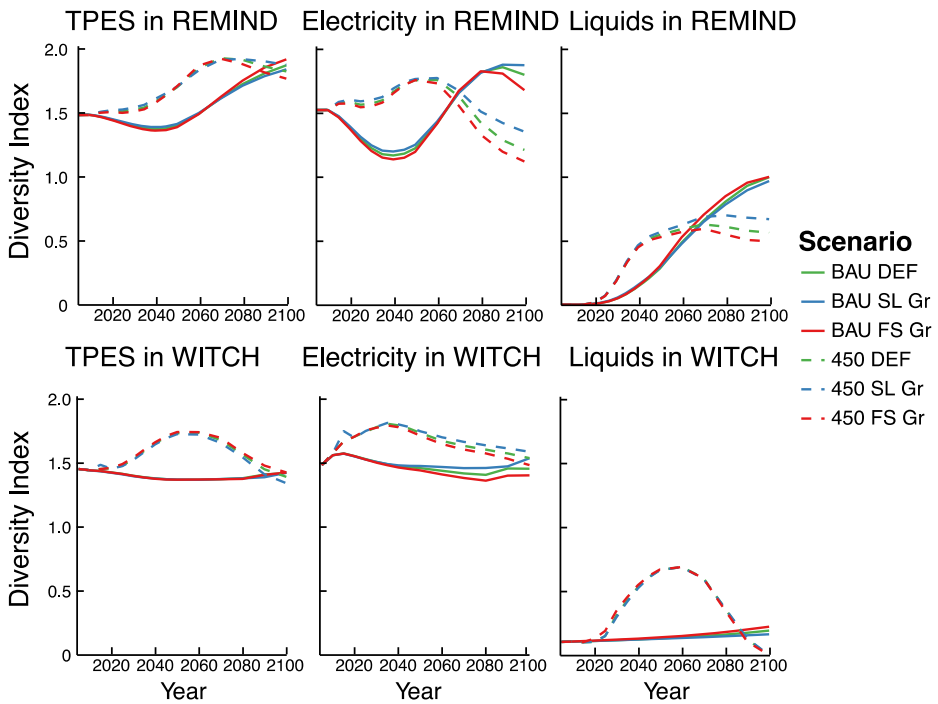 TPES in REMIND
Electricity in REMIND
Liquids in REMIND
2.0
1.5
1.0
0.5
0
Diversity Index
2020 2040 2060 2080 2100
2020 2040 2060 2080 2100
2020 2040 2060 2080 2100
Scenario
BAU DEF
BAU SL Gr
BAU FS Gr
450 DEF
450 SL Gr
450 FS Gr
TPES in WITCH
Electricity in WITCH
Liquids in WITCH
2.0
1.5
1.0
0.5
0
Diversity Index
2020 2040 2060 2080 2100
2020 2040 2060 2080 2100
2020 2040 2060 2080 2100
Year
Year
Year